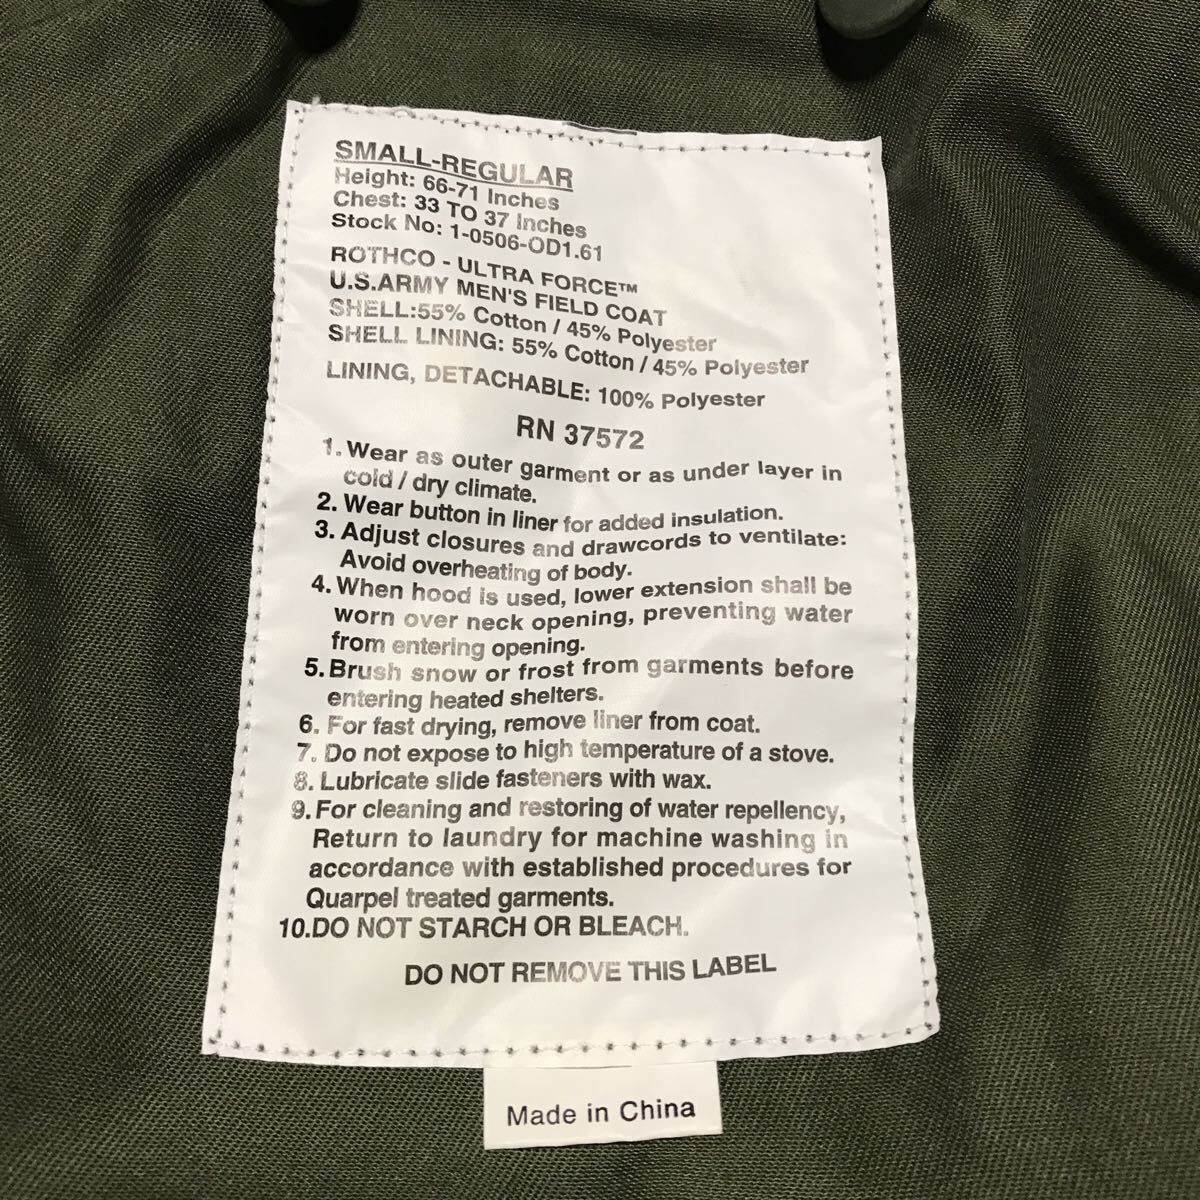 SMALL-REGULAR
Height: 66-71 Inches
Chest: 33 TO 37 Inches
Stock No: 1-0506-OD1.61
ROTHCO - ULTRA FORCE™
U.S.ARMY MEN'S FIELD COAT
SHELL:55% Cotton / 45% Polyester
SHELL LINING: 55% Cotton / 45% Polyester
LINING, DETACHABLE: 100% Polyester
RN 37572
1. Wear as outer garment or as under layer in
cold / dry climate.
2. Wear button in liner for added insulation.
3. Adjust closures and drawcords to ventilate:
Avoid overheating of body.
4. When hood is used, lower extension shall be
worn over neck opening, preventing water
from entering opening.
5. Brush snow or frost from garments before
entering heated shelters.
6. For fast drying, remove liner from coat.
7. Do not expose to high temperature of a stove.
8. Lubricate slide fasteners with wax.
9. For cleaning and restoring of water repellency,
Return to laundry for machine washing in
accordance with established procedures for
Quarpel treated garments.
10.DO NOT STARCH OR BLEACH.
DO NOT REMOVE THIS LABEL
Made in China